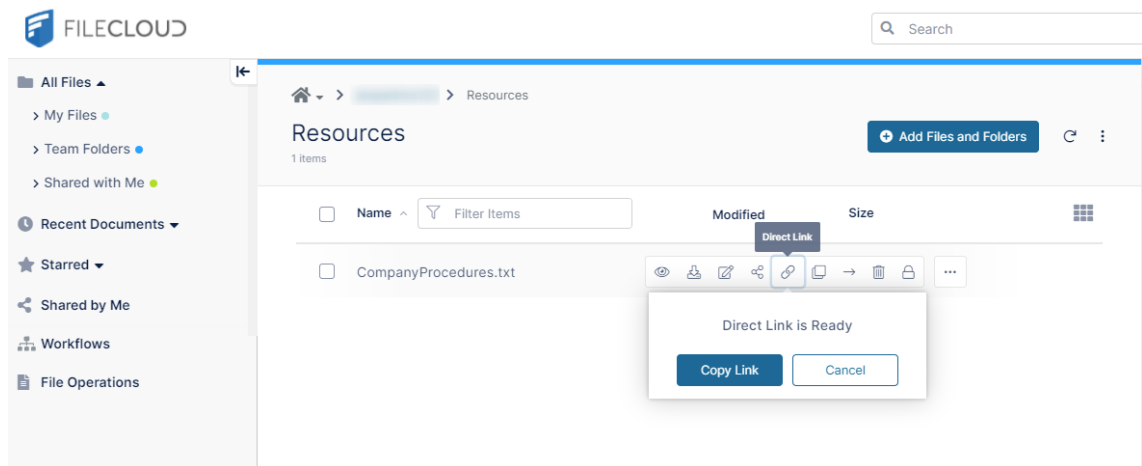 FILECLOUD
Search
All Files
My Files
Team Folders
Shared with Me
Recent Documents
Starred
Shared by Me
Workflows
File Operations
Resources
Resources
1 items
Add Files and Folders
Name Filter Items Modified Size
Direct Link
CompanyProcedures.txt
Direct Link is Ready
Copy Link Cancel